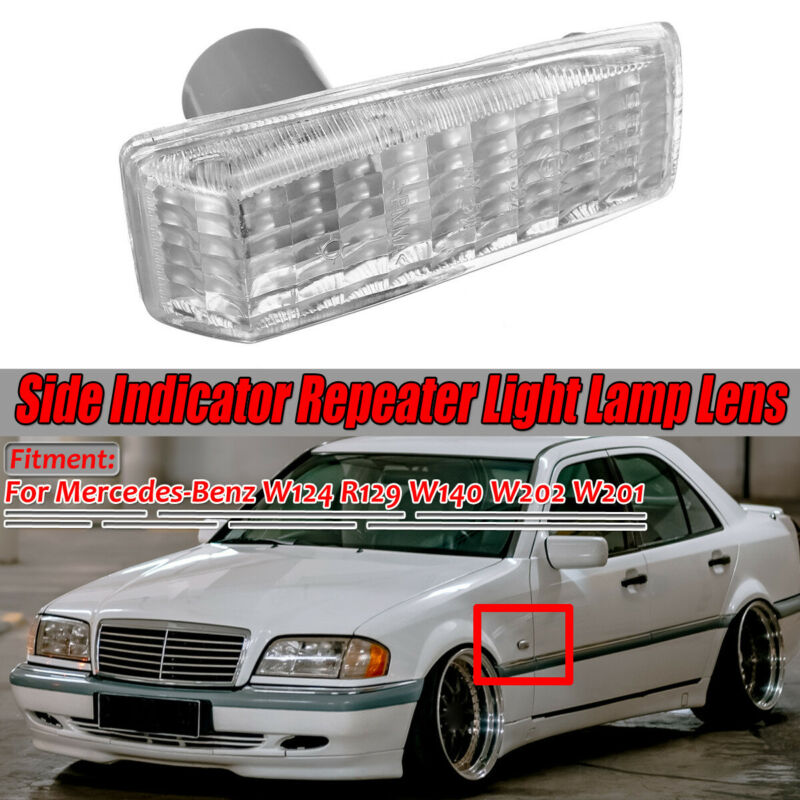 Side Indicator Repeater Light Lamp Lens
Fitment:
For Mercedes-Benz W124 R129 W140 W202 W201